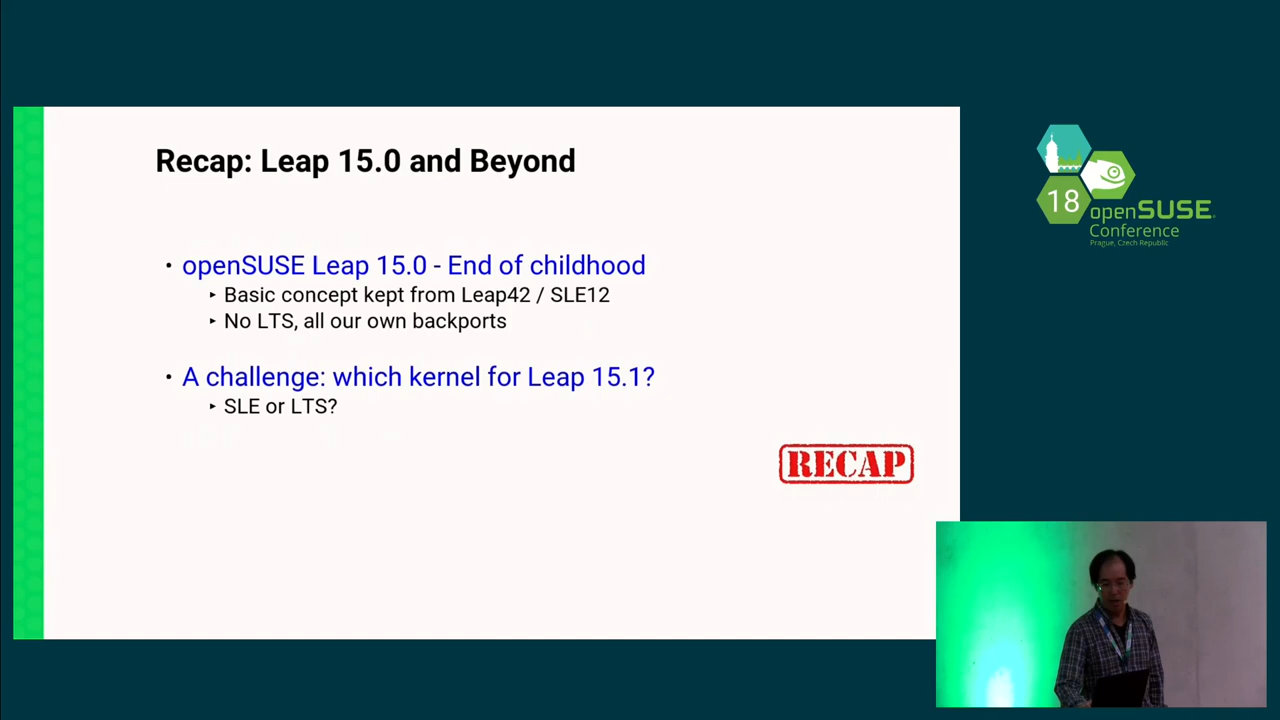 Recap: Leap 15.0 and Beyond
• openSUSE Leap 15.0 - End of childhood
‣ Basic concept kept from Leap42 / SLE12
‣ No LTS, all our own backports
• A challenge: which kernel for Leap 15.1?
‣ SLE or LTS?
RECAP
18
openSUSE
Conference
Prague, Czech Republic